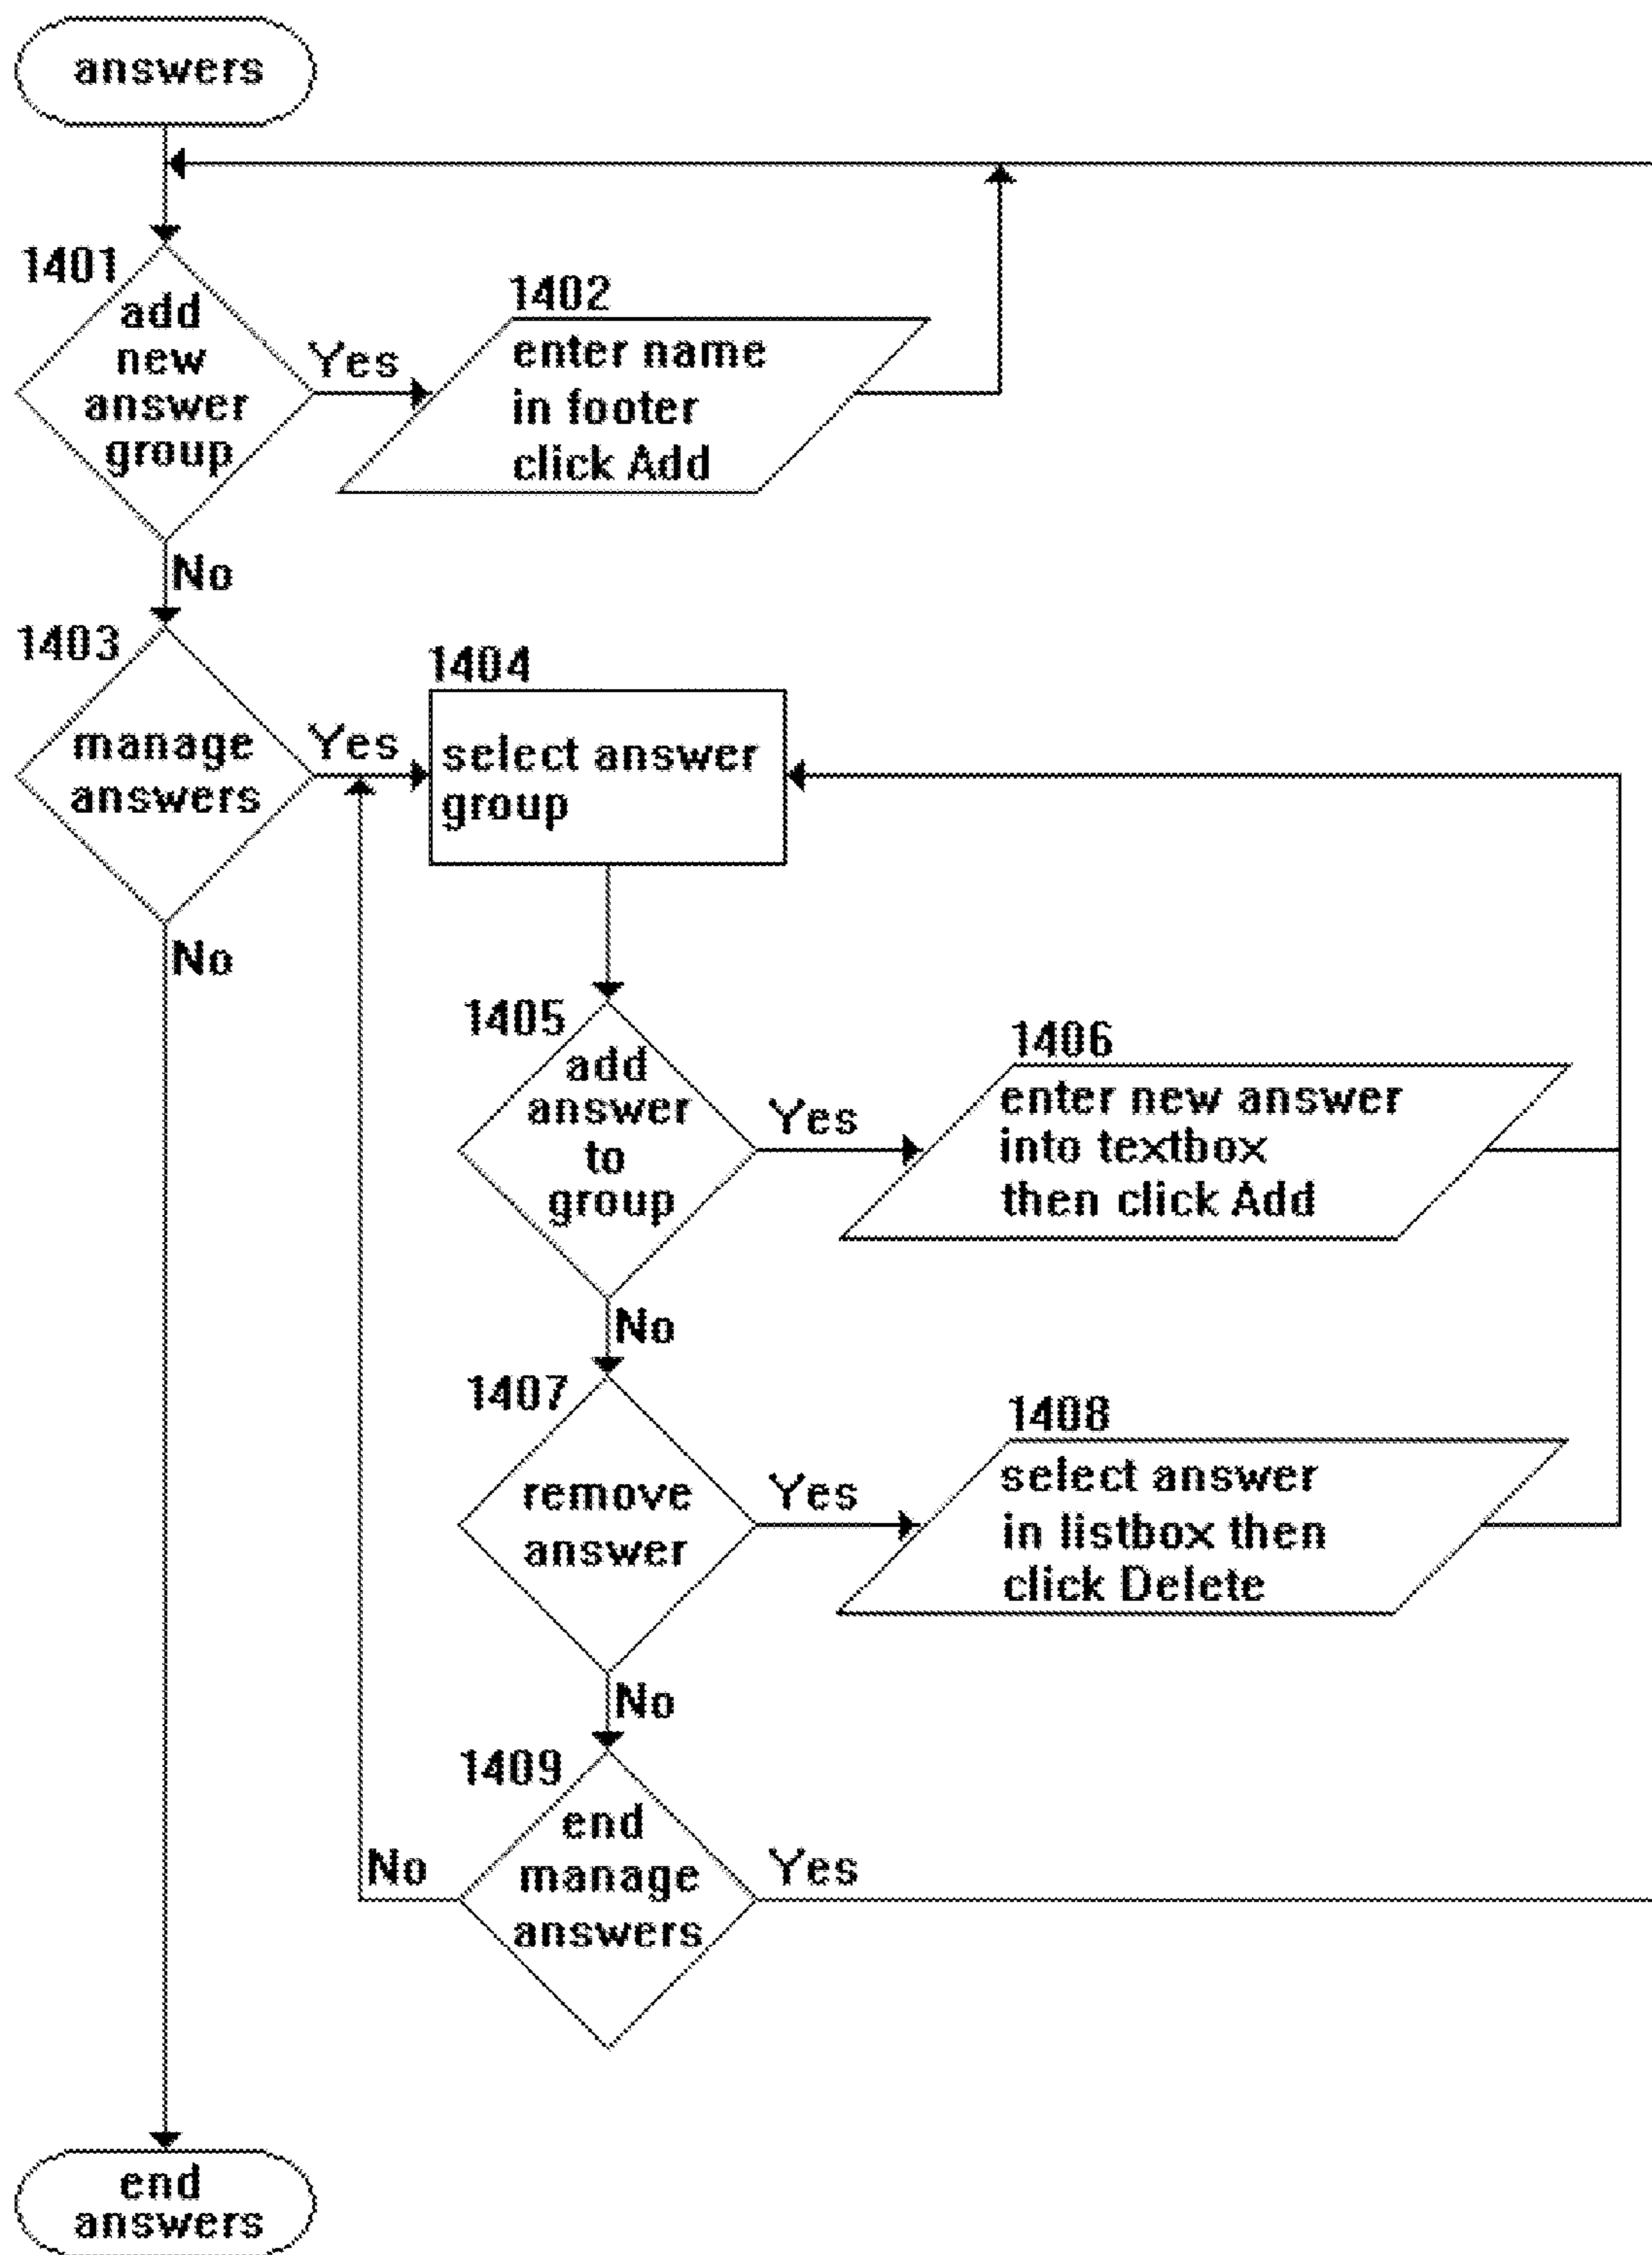 answers
1401
add
new
answer
group
Yes
1402
enter name
in footer
click Add
No
1403
manage
answers
Yes
1404
select answer
group
No
1405
add
answer
to
group
Yes
1406
enter new answer
into textbox
then click Add
No
1407
remove
answer
Yes
1408
select answer
in listbox then
click Delete
No
1409
end
manage
answers
No
Yes
end
answers